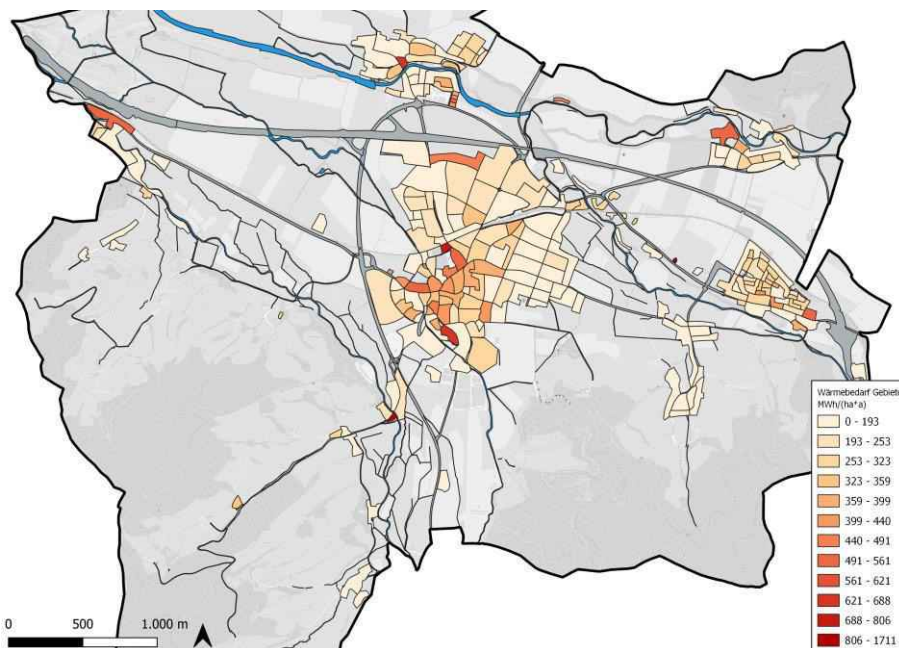 Wärmebedarf Gebiete
MWh/(ha*a)
0 - 193
193 - 253
253 - 323
323 - 359
359 - 399
399 - 440
440 - 491
491 - 561
561 - 621
621 - 688
688 - 806
806 - 1711
0 500 1.000 m